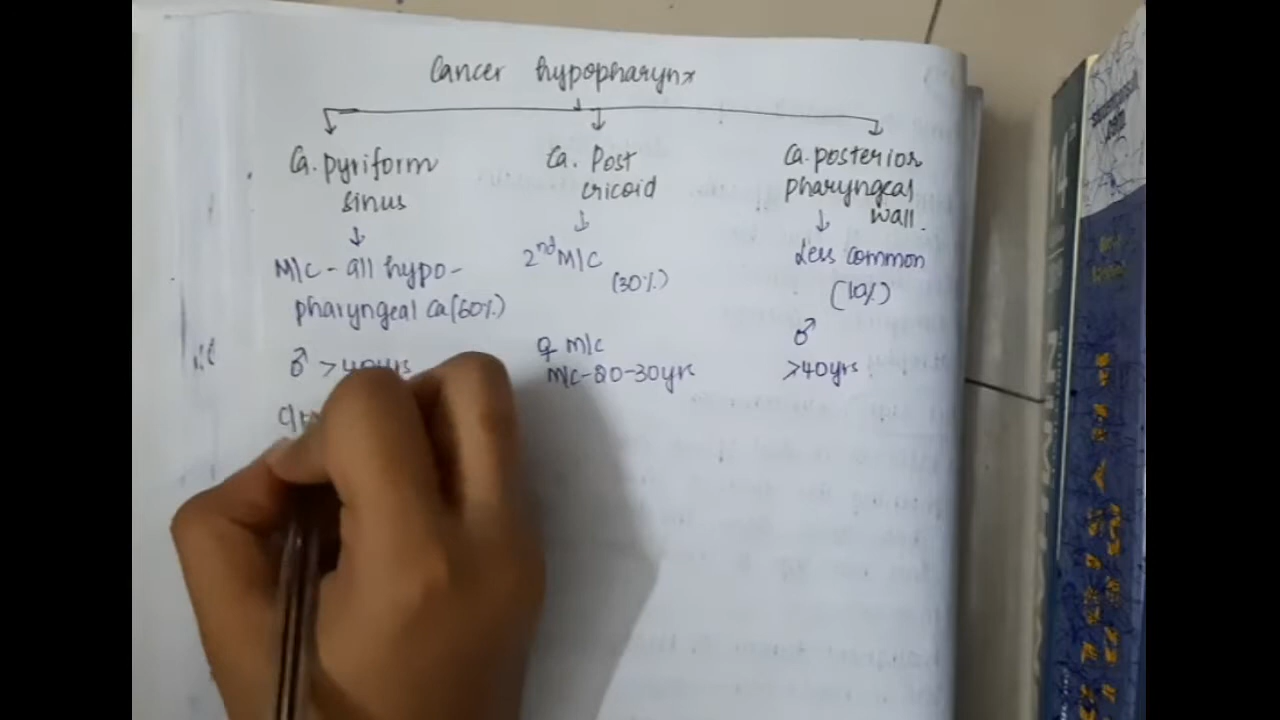 Cancer hypopharynx
Ca. pyriform
sinus
M/C - all hypo-
pharyngeal Ca (60%)
♂ >40yrs
Ca. Post
cricoid
2nd M/C
(30%)
♀ M/C
M/C-20-30yrs
Ca. posterior
pharyngeal
wall.
Less common
(10%)
♂
>40yrs